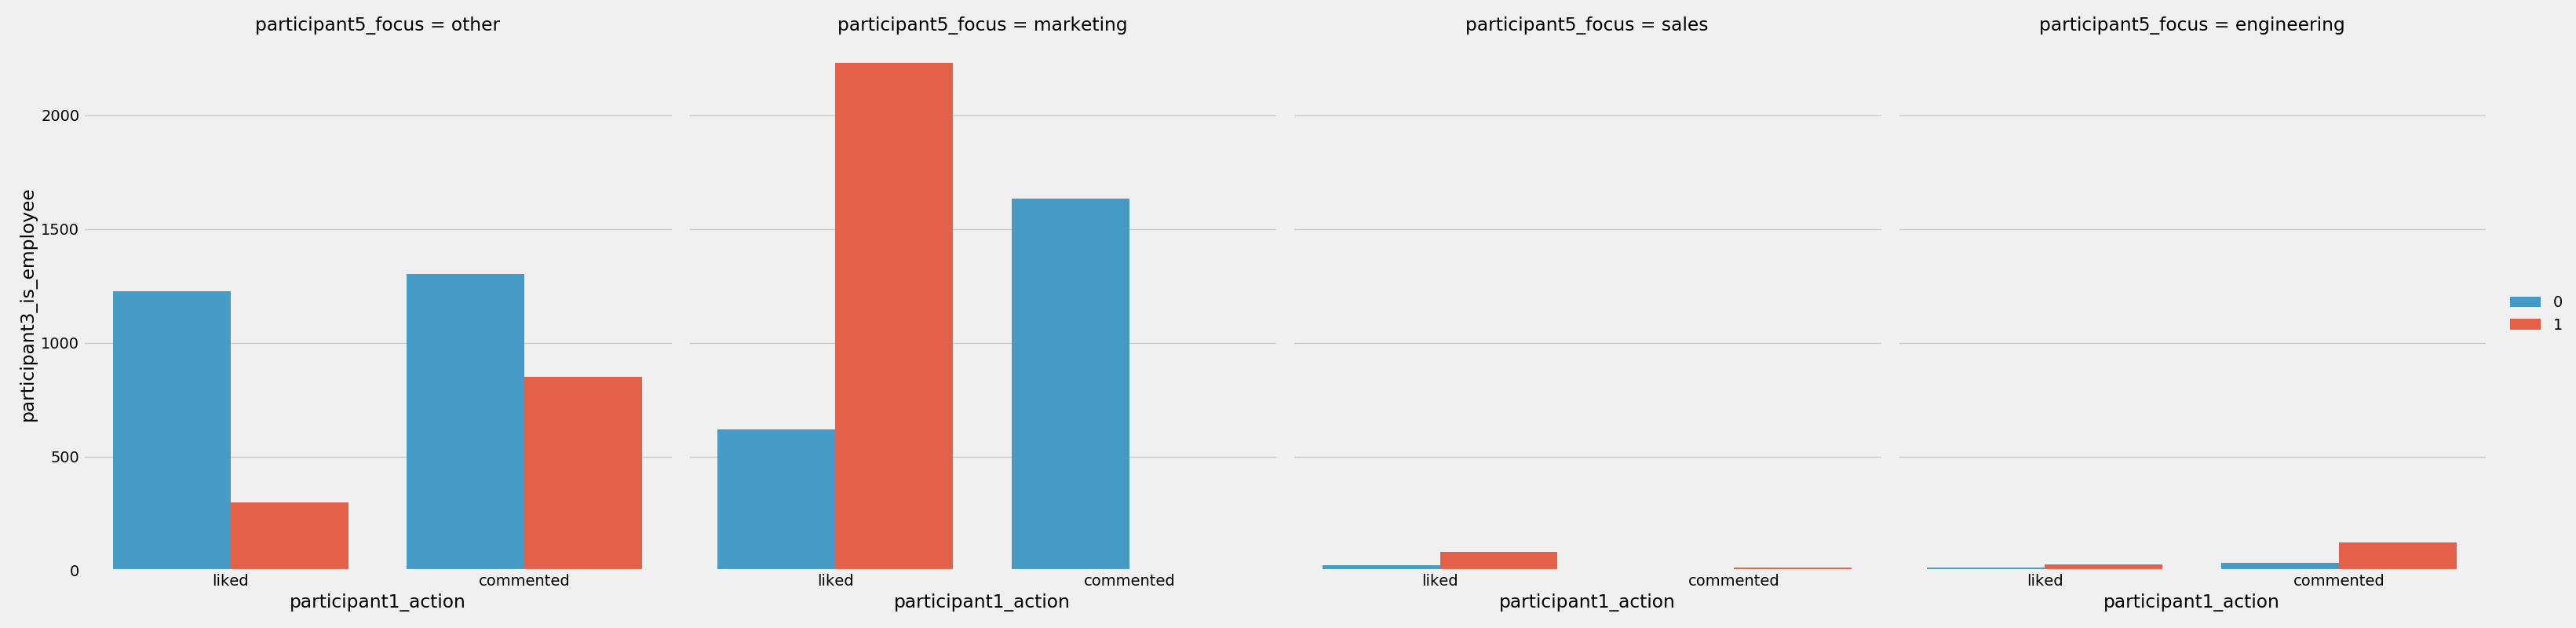 participant5_focus = other
participant5_focus = marketing
participant5_focus = sales
participant5_focus = engineering
participant3_is_employee
2000
1500
1000
500
0
0
1
liked
commented
liked
commented
liked
commented
liked
commented
participant1_action
participant1_action
participant1_action
participant1_action